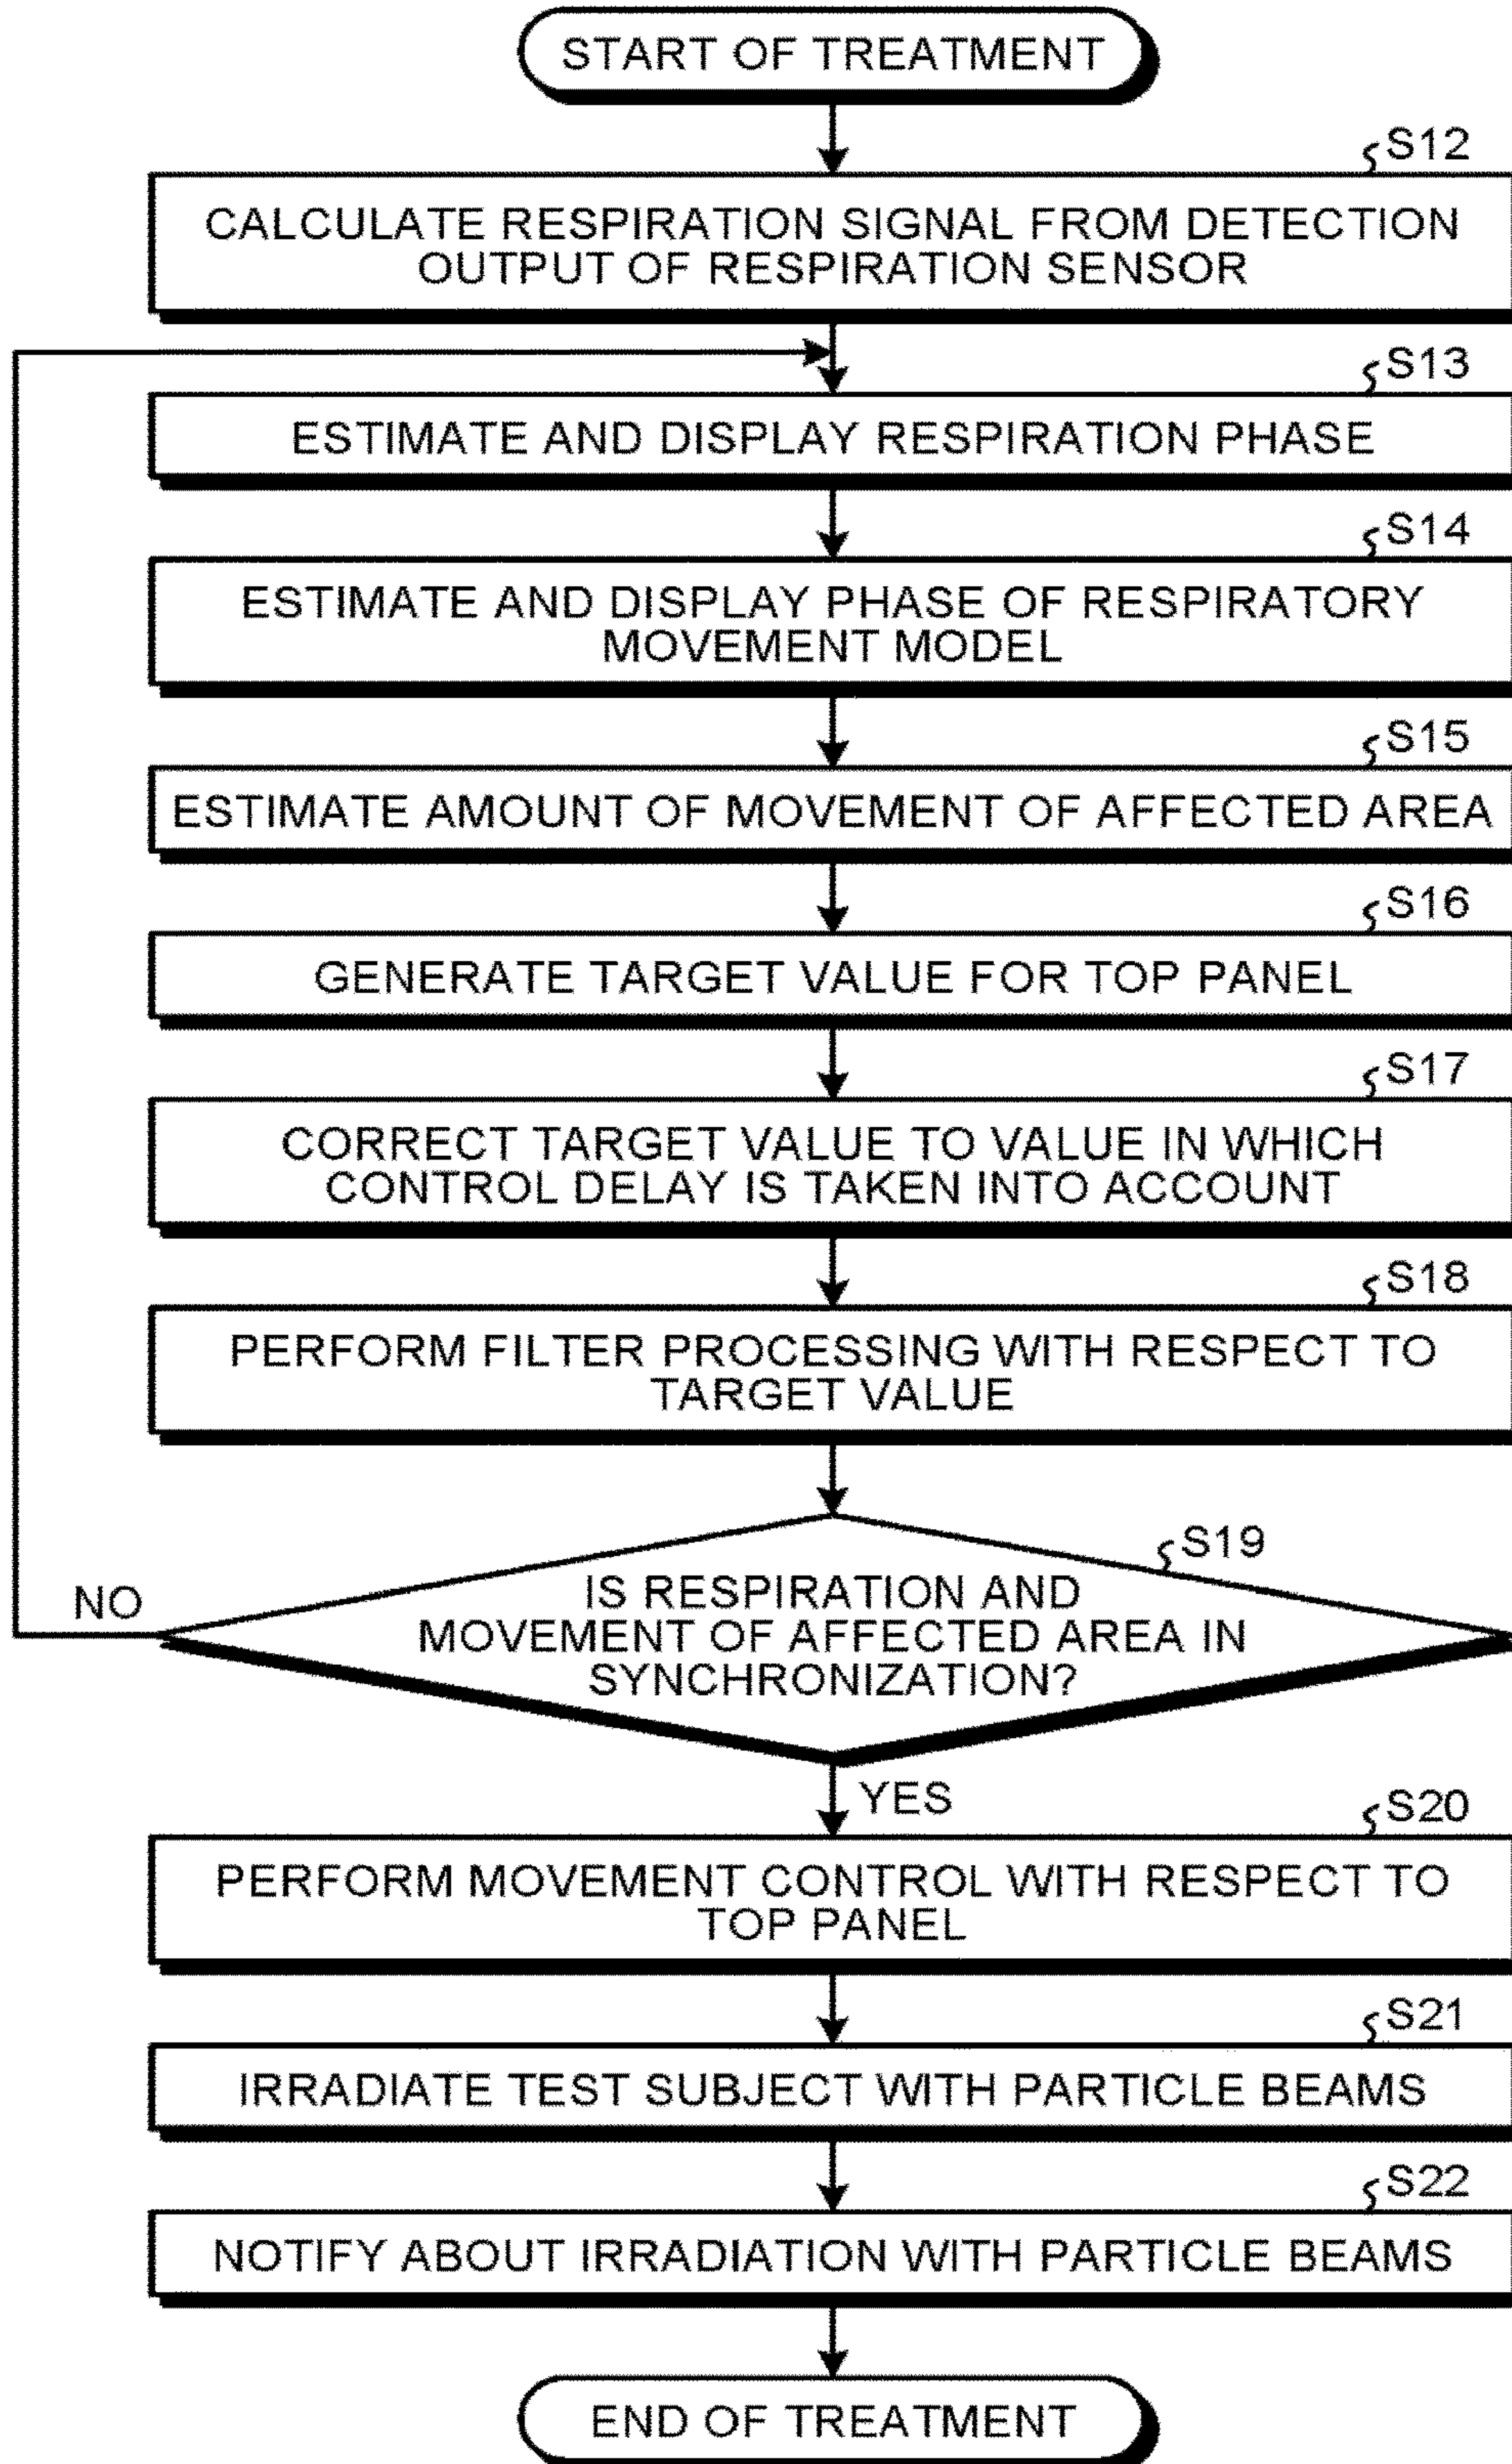 START OF TREATMENT
S12
CALCULATE RESPIRATION SIGNAL FROM DETECTION
OUTPUT OF RESPIRATION SENSOR
S13
ESTIMATE AND DISPLAY RESPIRATION PHASE
S14
ESTIMATE AND DISPLAY PHASE OF RESPIRATORY
MOVEMENT MODEL
S15
ESTIMATE AMOUNT OF MOVEMENT OF AFFECTED AREA
S16
GENERATE TARGET VALUE FOR TOP PANEL
S17
CORRECT TARGET VALUE TO VALUE IN WHICH
CONTROL DELAY IS TAKEN INTO ACCOUNT
S18
PERFORM FILTER PROCESSING WITH RESPECT TO
TARGET VALUE
S19
NO
IS RESPIRATION AND
MOVEMENT OF AFFECTED AREA IN
SYNCHRONIZATION?
YES
S20
PERFORM MOVEMENT CONTROL WITH RESPECT TO
TOP PANEL
S21
IRRADIATE TEST SUBJECT WITH PARTICLE BEAMS
S22
NOTIFY ABOUT IRRADIATION WITH PARTICLE BEAMS
END OF TREATMENT